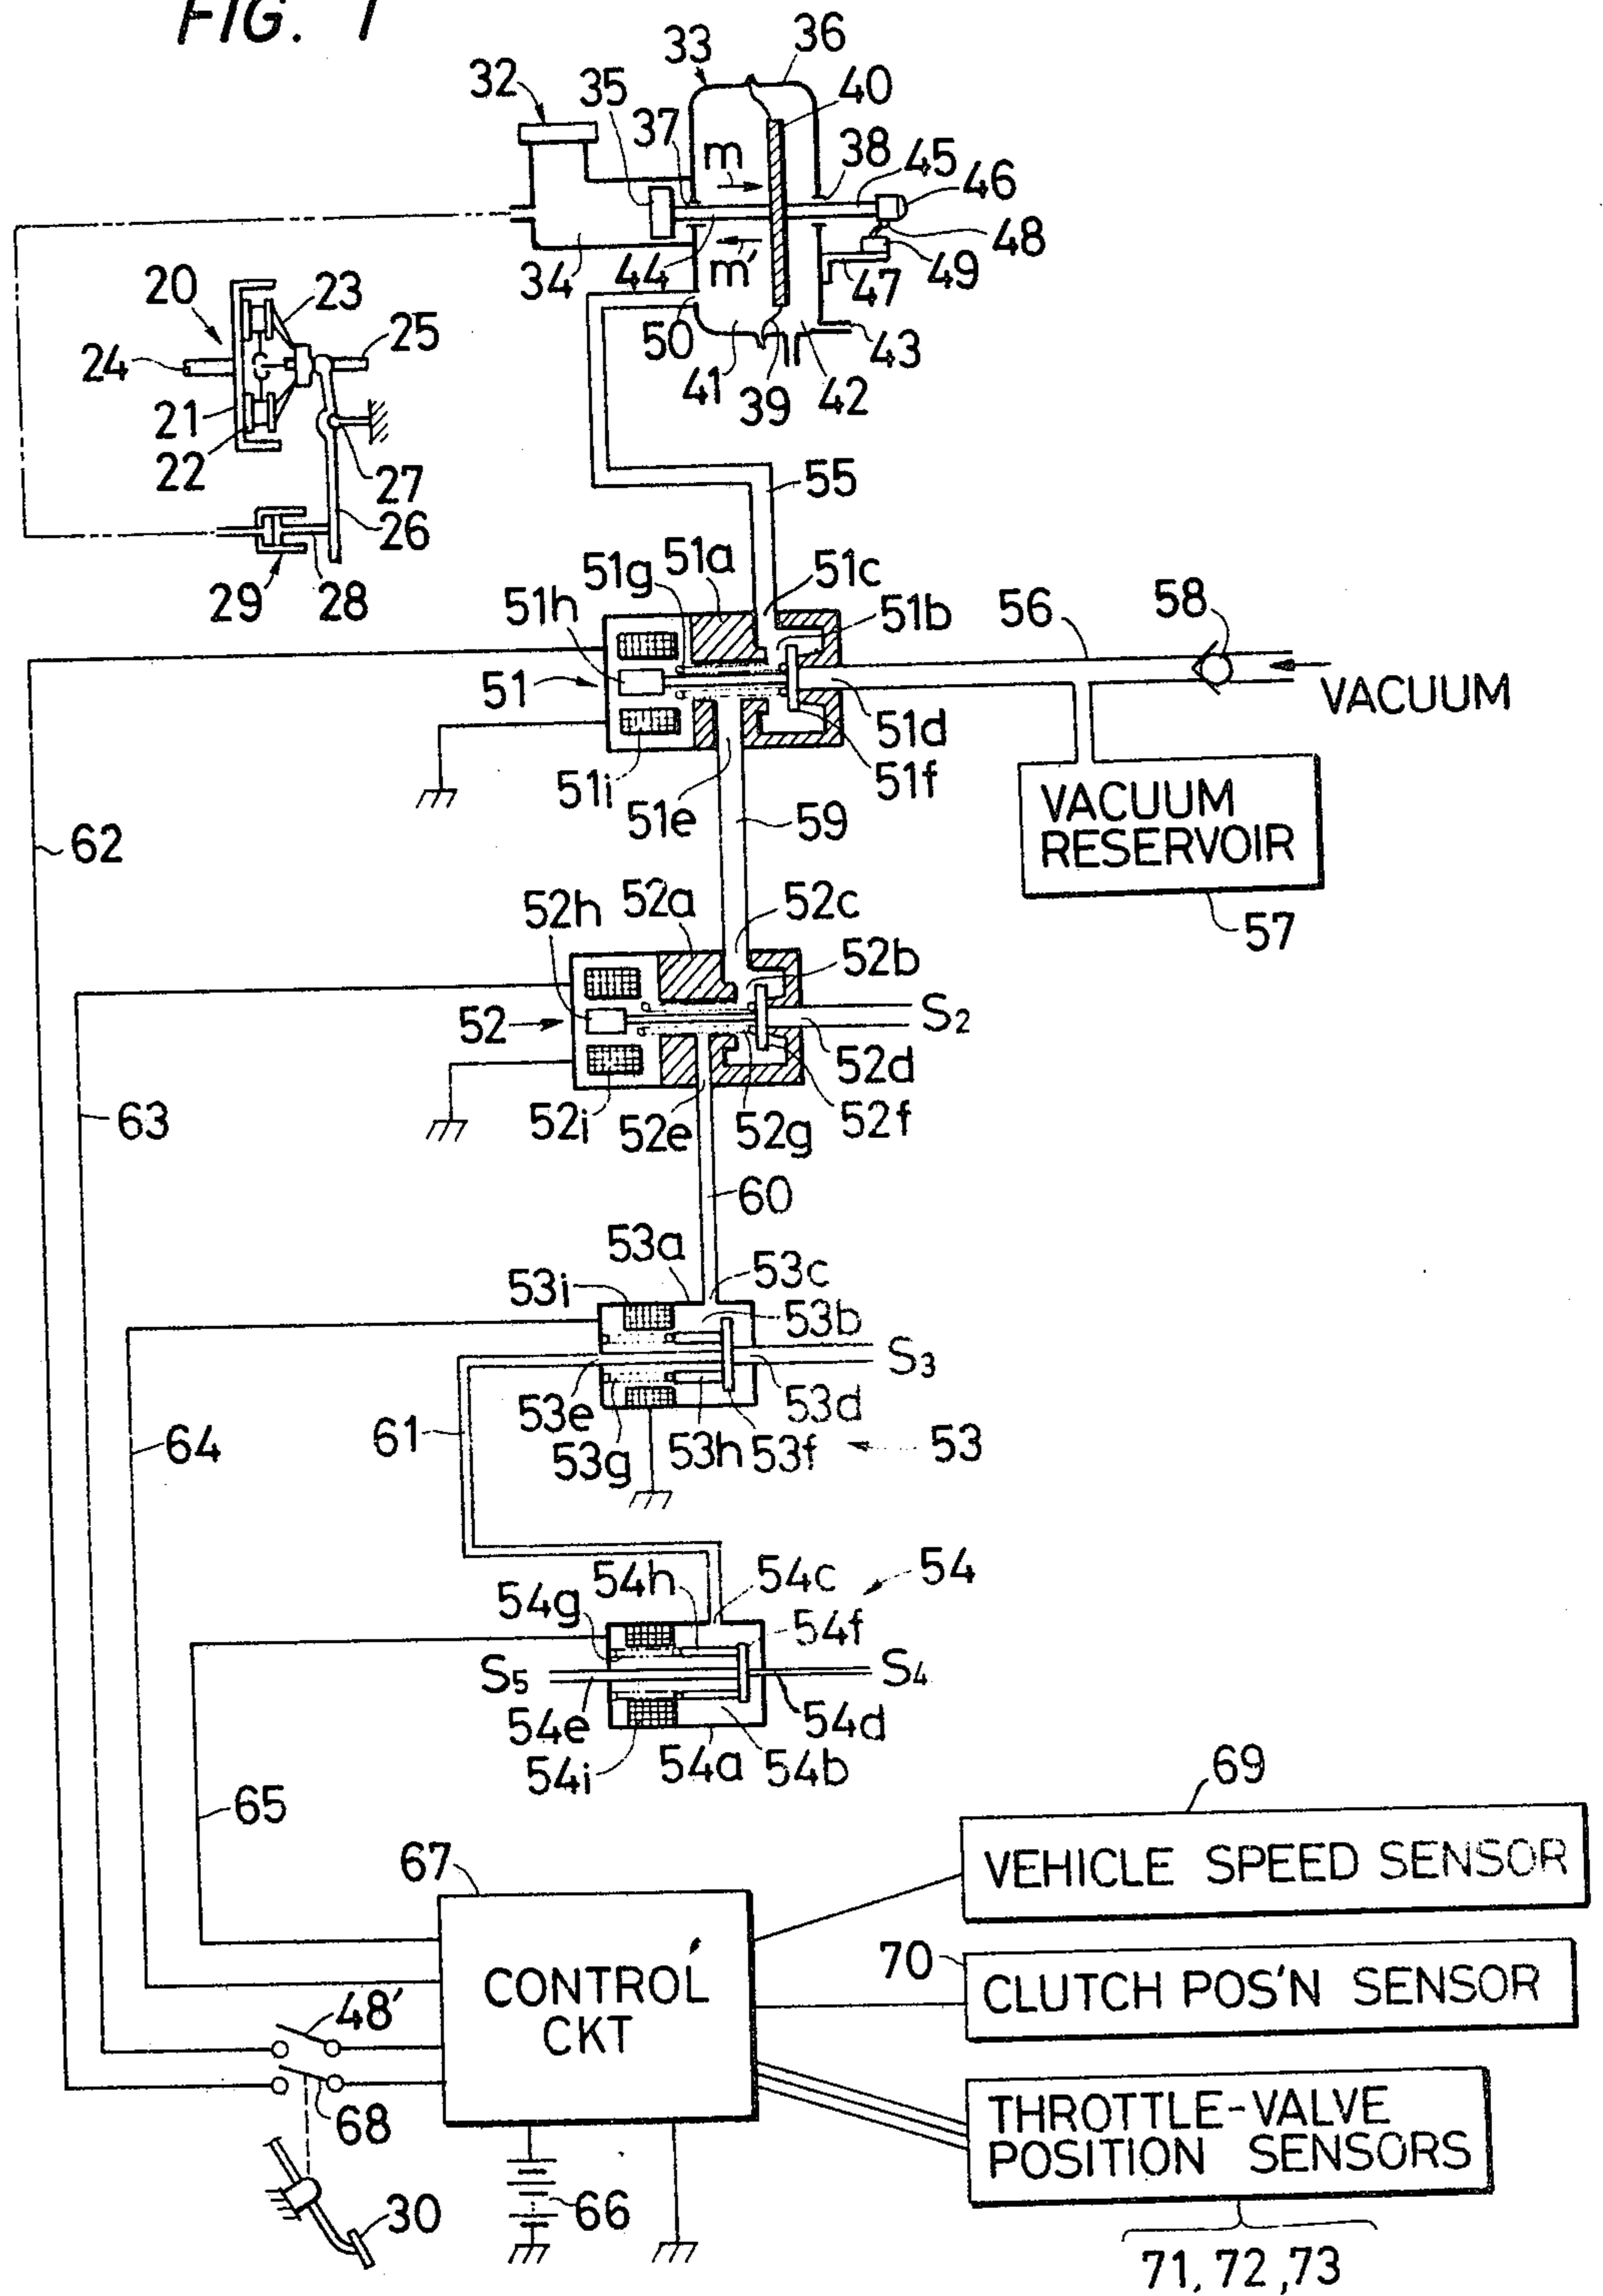 FIG. 1
32
33
36
35
37
40
m
38
45
46
48
49
47
m'
34
44
50
43
41
39
42
20
23
24
25
21
22
27
26
29
28
55
51g
51a
51c
51h
51b
56
58
51
VACUUM
51d
51f
51i
51e
59
VACUUM
RESERVOIR
57
62
52h
52a
52c
52b
52
S2
52d
52i
52e
52g
52f
63
60
53a
53i
53c
53b
S3
53e
53d
53g
53h
53f
53
64
61
54g
54h
54c
54
54f
S5
S4
54e
54d
54i
54a
54b
65
67
69
VEHICLE SPEED SENSOR
70
CLUTCH POS'N SENSOR
CONTROL
CKT
48'
68
THROTTLE-VALVE
POSITION SENSORS
30
66
71, 72, 73